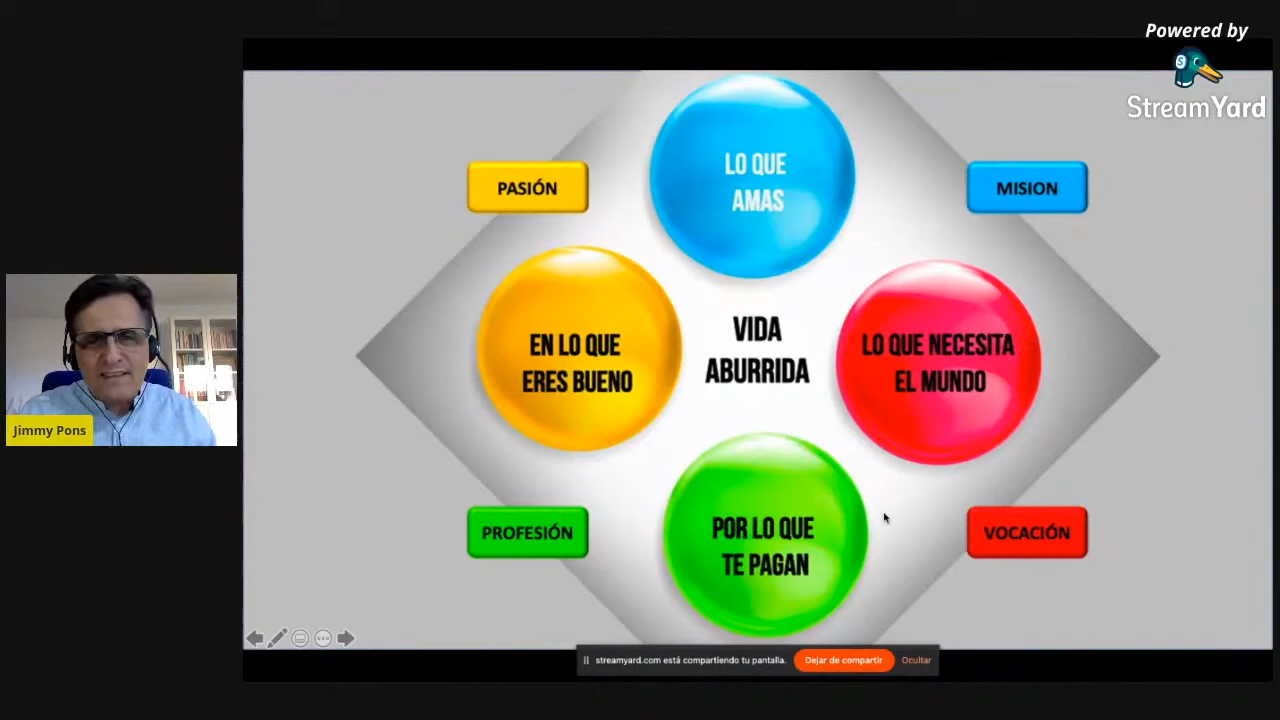 Powered by
StreamYard
LO QUE
AMAS
PASIÓN
MISION
EN LO QUE
ERES BUENO
VIDA
ABURRIDA
LO QUE NECESITA
EL MUNDO
Jimmy Pons
PROFESIÓN
POR LO QUE
TE PAGAN
VOCACIÓN
streamyard.com está compartiendo tu pantalla.
Dejar de compartir
Ocultar